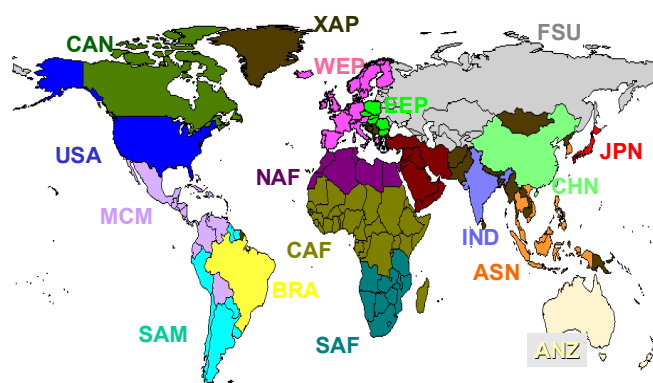 XAP
FSU
CAN
WEP
EEP
USA
JPN
NAF
CHN
MCM
IND
CAF
ASN
BRA
SAM
SAF
ANZ